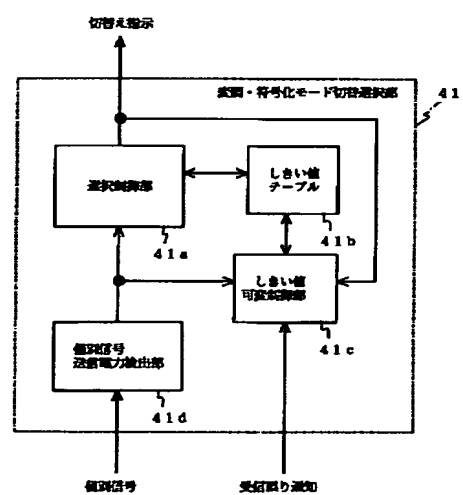 切替え指示
変調・符号化モード切替選択部
41
選択制御部
41a
しきい値
テーブル
41b
しきい値
可変制御部
41c
個別信号
送信電力検出部
41d
個別信号
受信誤り通知